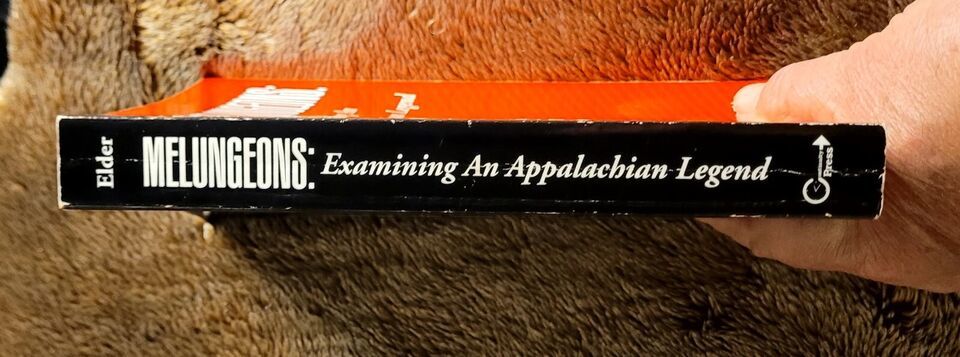 Elder
MELUNGEONS: Examining An Appalachian Legend
Press